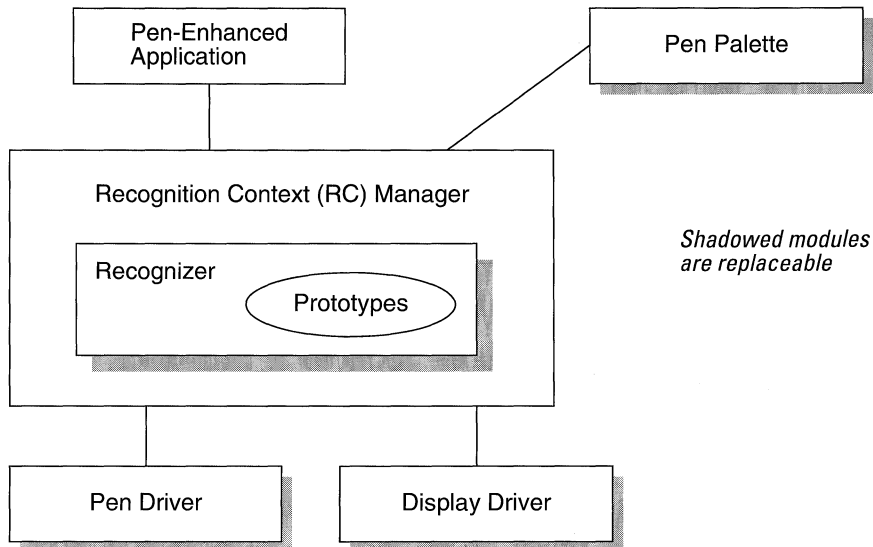 Pen-Enhanced
Application
Pen Palette
Recognition Context (RC) Manager
Shadowed modules
are replaceable
Recognizer
Prototypes
Pen Driver
Display Driver